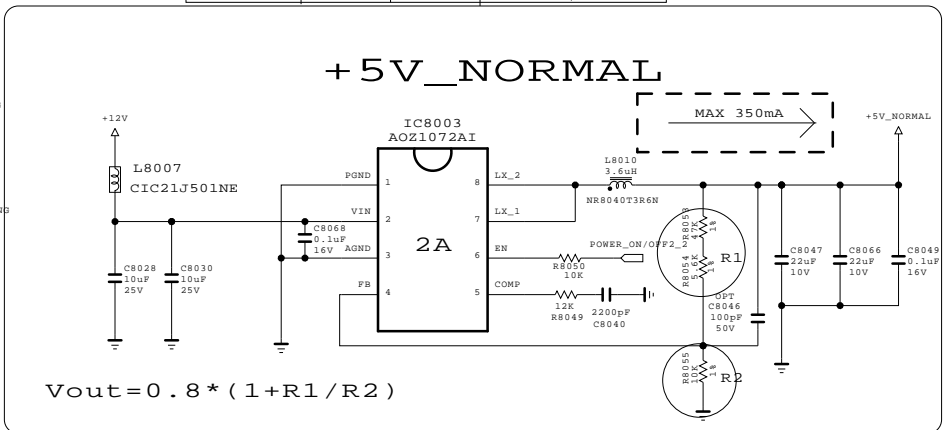 +5V_NORMAL
MAX 350mA
+12V
+5V_NORMAL
IC8003
AOZ1072AI
L8007
CIC21J501NE
L8010
3.6uH
NR8040T3R6N
PGND
1
8
LX_2
VIN
2
7
LX_1
AGND
3
6
EN
FB
4
5
COMP
2A
C8068
0.1uF
16V
POWER_ON/OFF2_2
R8050
10K
12K
R8049
2200pF
C8040
C8028
10uF
25V
C8030
10uF
25V
R8053
47K
1%
R8054
5.6K
1%
R1
OPT
C8046
100pF
50V
C8047
22uF
10V
C8066
22uF
10V
C8049
0.1uF
16V
R8055
10K
1%
R2
Vout=0.8*(1+R1/R2)
NG